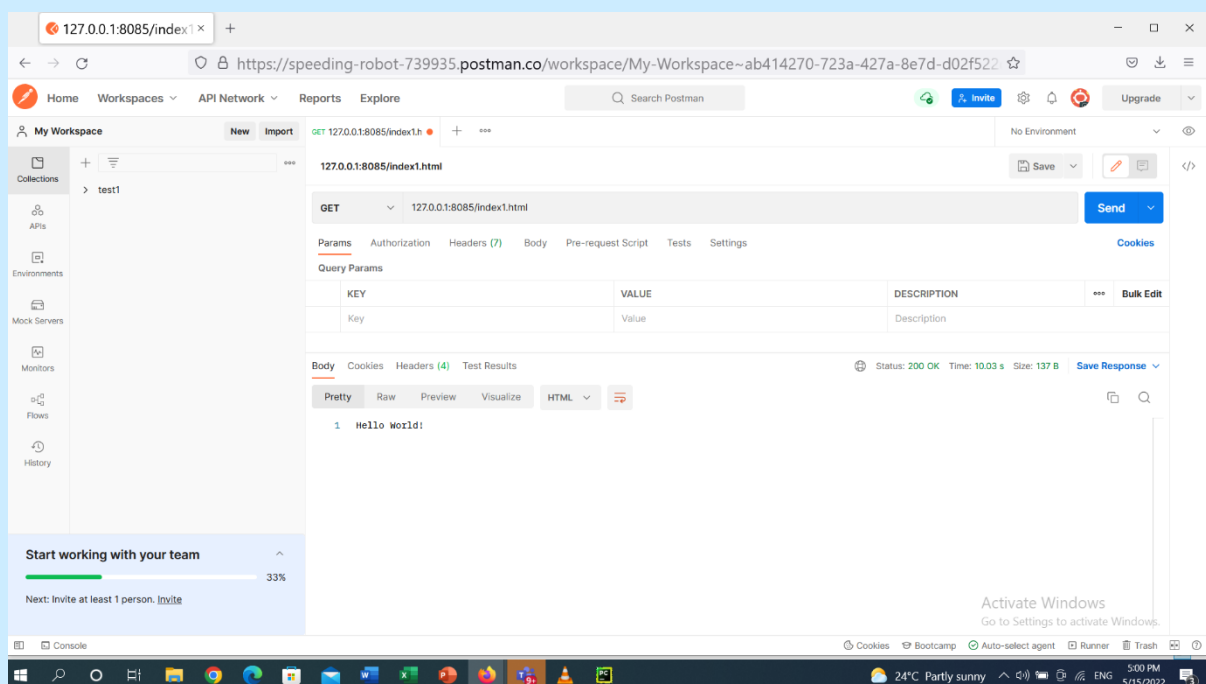 127.0.0.1:8085/index1
https://speeding-robot-739935.postman.co/workspace/My-Workspace~ab414270-723a-427a-8e7d-d02f522
Home Workspaces API Network Reports Explore Search Postman Invite Upgrade
My Workspace New Import GET 127.0.0.1:8085/index1.h No Environment
127.0.0.1:8085/index1.html Save
Collections
test1
GET 127.0.0.1:8085/index1.html Send
APIs
Params Authorization Headers (7) Body Pre-request Script Tests Settings Cookies
Environments
Query Params
KEY VALUE DESCRIPTION Bulk Edit
Key Value Description
Mock Servers
Monitors
Body Cookies Headers (4) Test Results Status: 200 OK Time: 10.03 s Size: 137 B Save Response
Pretty Raw Preview Visualize HTML
Flows
1 Hello World!
History
Start working with your team
33%
Next: Invite at least 1 person. Invite
Activate Windows
Go to Settings to activate Windows.
Console Cookies Bootcamp Auto-select agent Runner Trash
9+
PC
24°C Partly sunny ENG 5:00 PM
5/15/2022
3